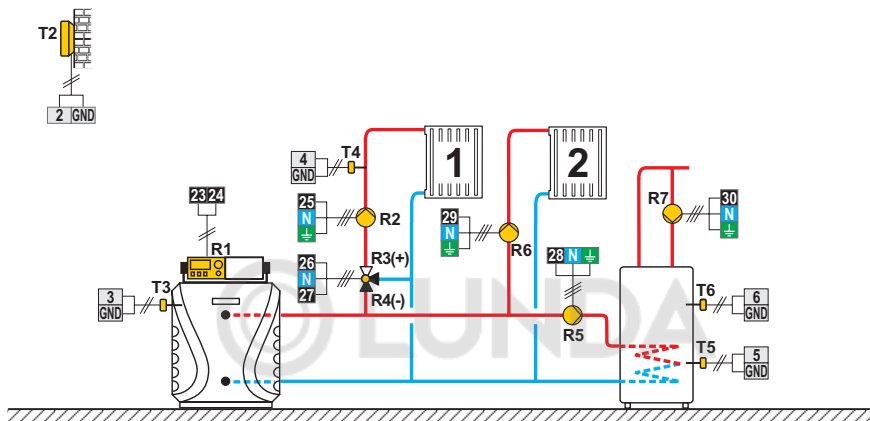 T2
2 GND
T4
4
GND
1
2
23 24
R1
25
N
R2
29
N
R6
R7
30
N
26
N
27
R3(+)
R4(-)
28 N
R5
3
GND
T3
T6
6
GND
T5
5
GND
LUNDA